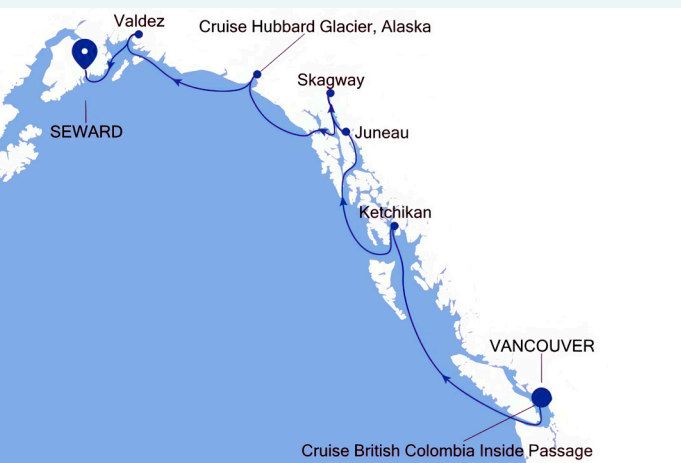 Valdez
Cruise Hubbard Glacier, Alaska
Skagway
SEWARD
Juneau
Ketchikan
VANCOUVER
Cruise British Colombia Inside Passage